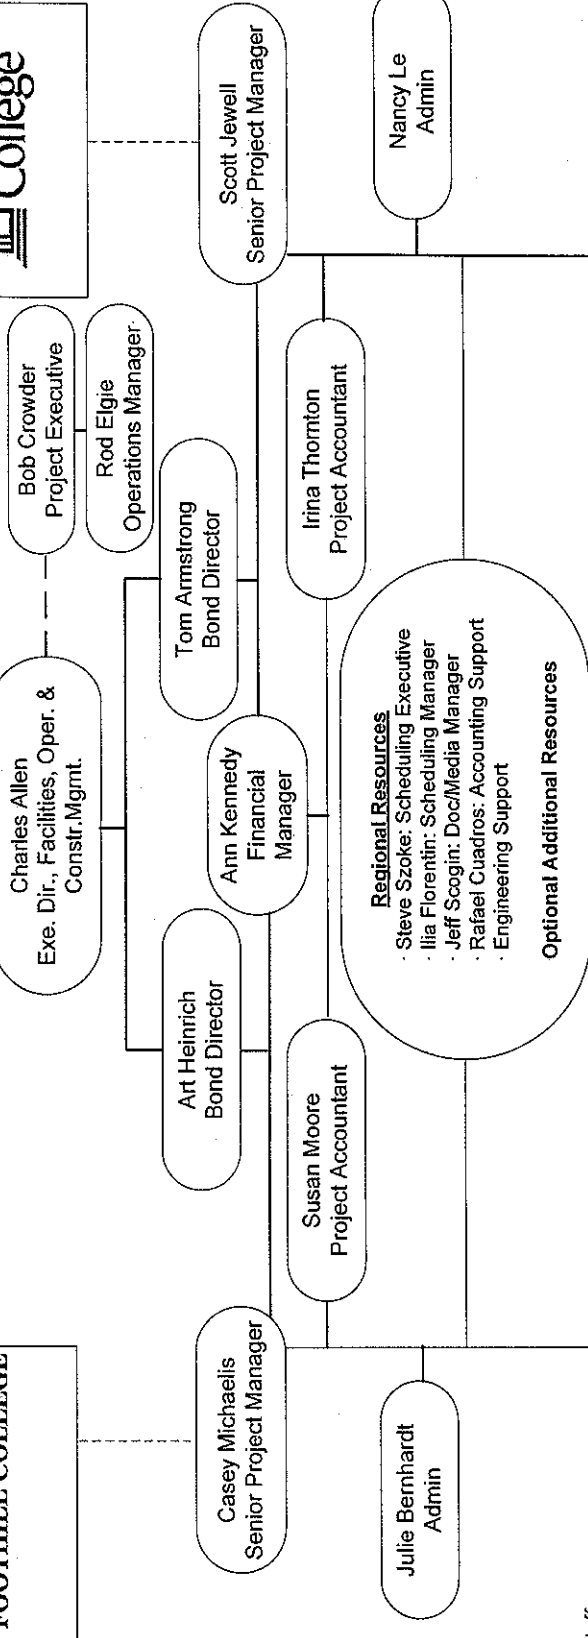 FOOTHILL COLLEGE
College
Charles Allen
Exe. Dir., Facilities, Oper. &
Constr.Mgmt.
Bob Crowder
Project Executive
Rod Elgie
Operations Manager
Art Heinrich
Bond Director
Tom Armstrong
Bond Director
Casey Michaelis
Senior Project Manager
Ann Kennedy
Financial
Manager
Scott Jewell
Senior Project Manager
Susan Moore
Project Accountant
Irina Thornton
Project Accountant
Julie Bernhardt
Admin
Nancy Le
Admin
Regional Resources
· Steve Szoke: Scheduling Executive
· Ilia Florentin: Scheduling Manager
· Jeff Scogin: Doc/Media Manager
· Rafael Cuadros: Accounting Support
· Engineering Support
Optional Additional Resources